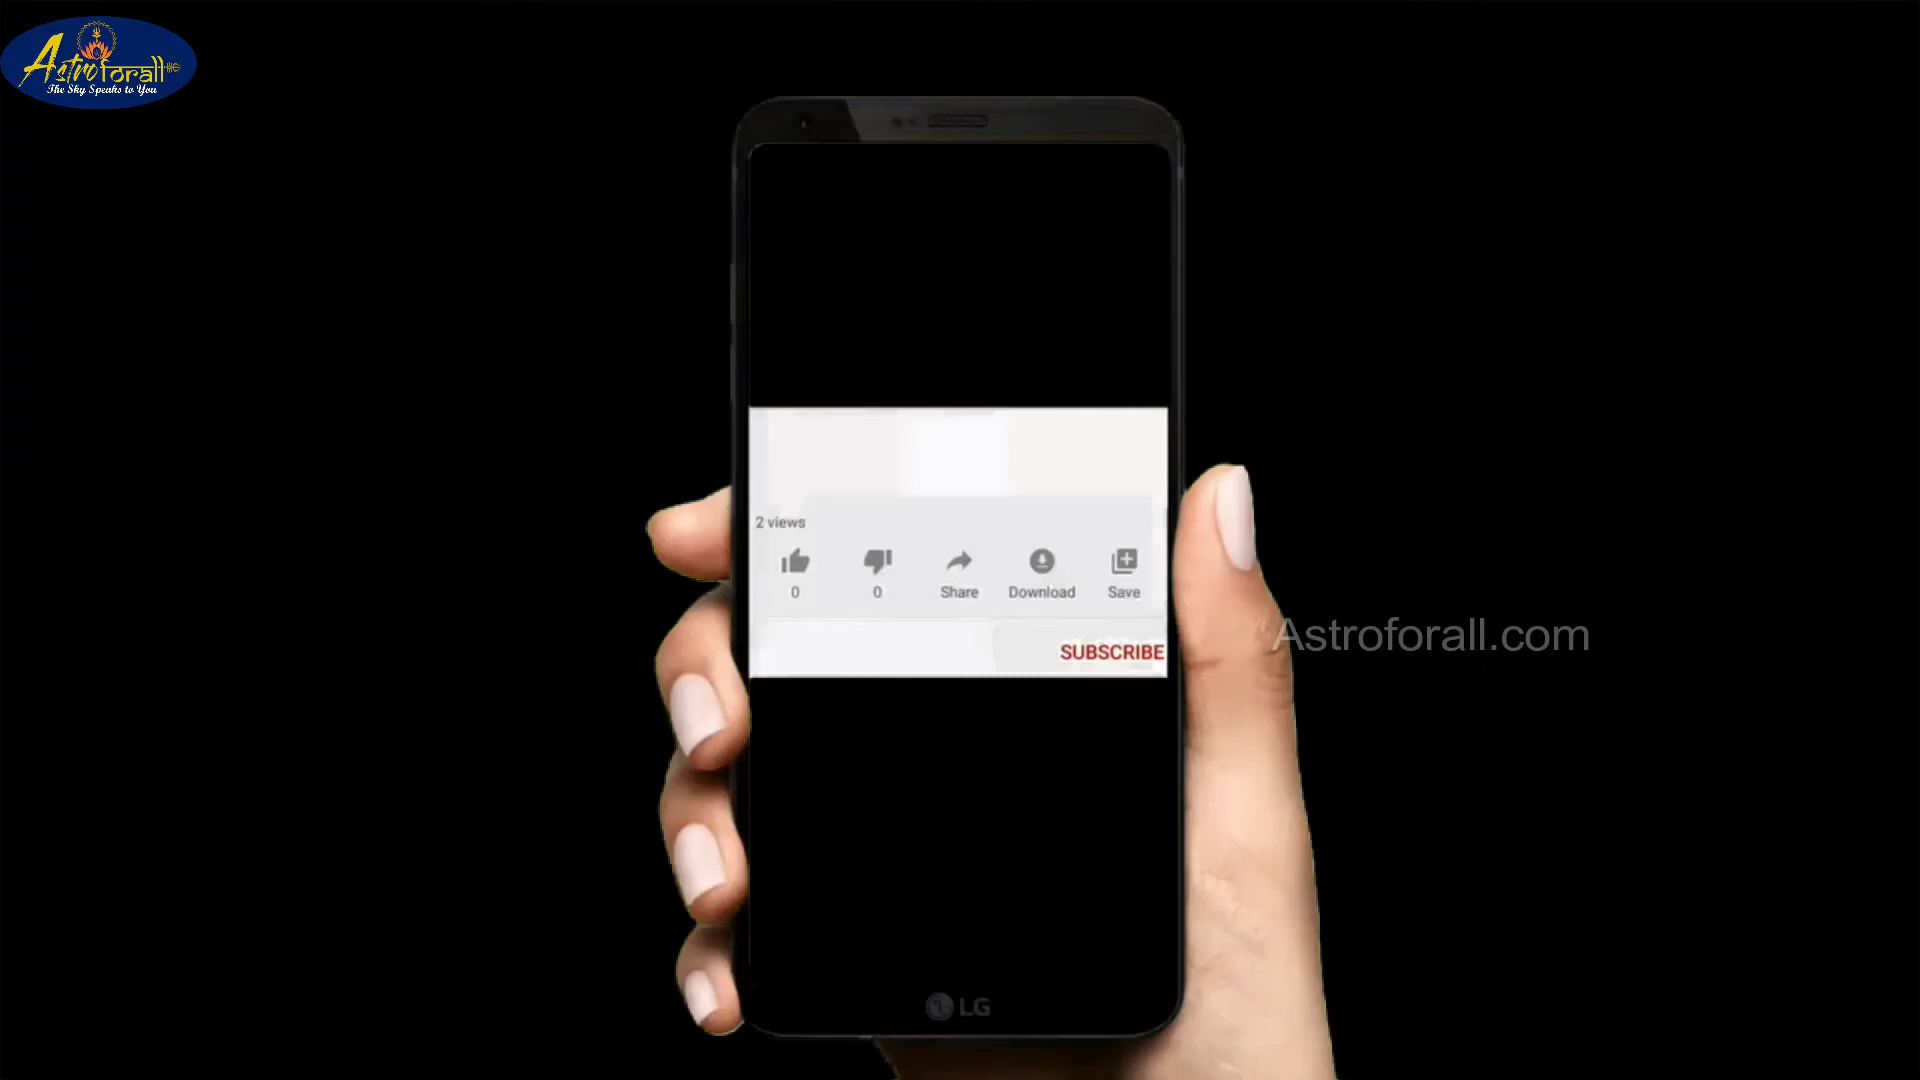 Astroforall
The Sky Speaks to You
2 views
0
0
Share
Download
Save
SUBSCRIBE
Astroforall.com
LG